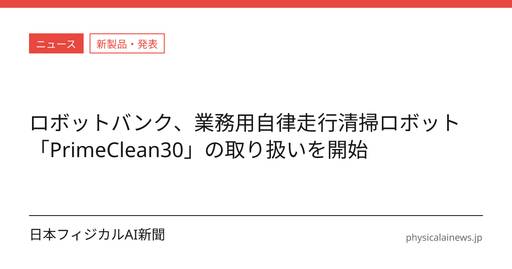 ニュース
新製品・発表
ロボットバンク、業務用自律走行清掃ロボット
「PrimeClean30」の取り扱いを開始
日本フィジカルAI新聞
physicalainews.jp